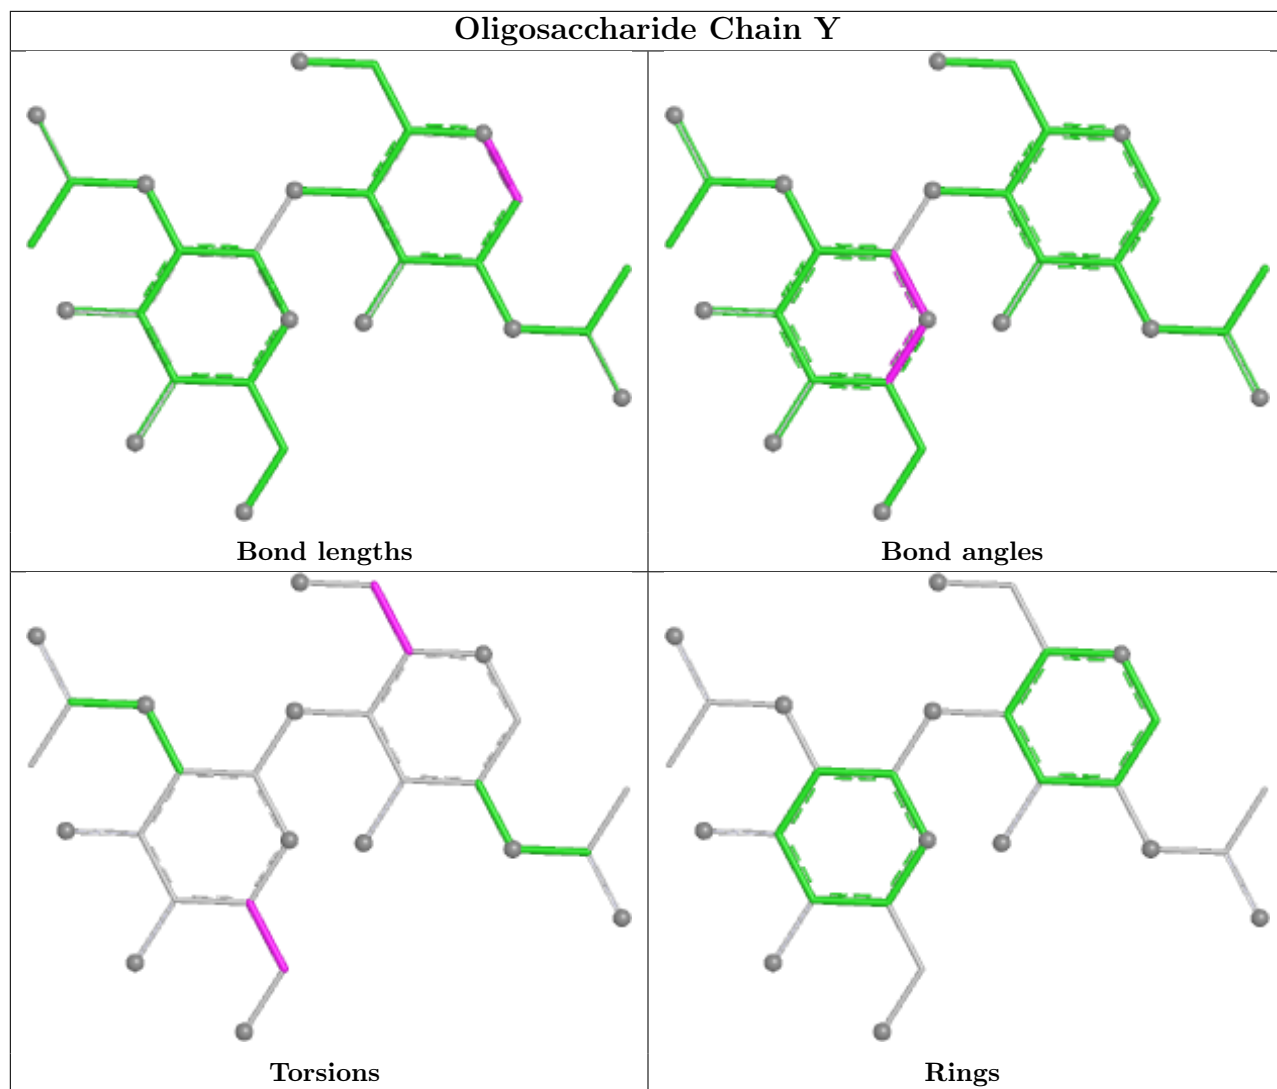 Oligosaccharide Chain Y
Bond lengths
Bond angles
Torsions
Rings